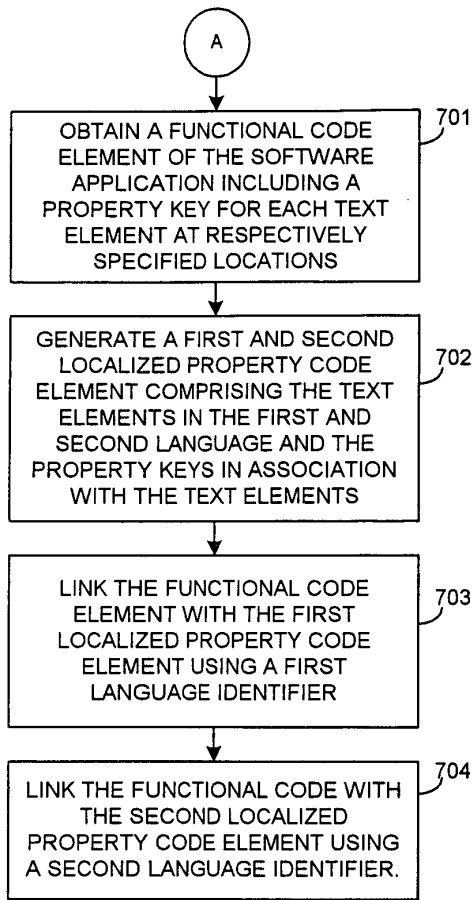 A
701
OBTAIN A FUNCTIONAL CODE
ELEMENT OF THE SOFTWARE
APPLICATION INCLUDING A
PROPERTY KEY FOR EACH TEXT
ELEMENT AT RESPECTIVELY
SPECIFIED LOCATIONS
702
GENERATE A FIRST AND SECOND
LOCALIZED PROPERTY CODE
ELEMENT COMPRISING THE TEXT
ELEMENTS IN THE FIRST AND
SECOND LANGUAGE AND THE
PROPERTY KEYS IN ASSOCIATION
WITH THE TEXT ELEMENTS
703
LINK THE FUNCTIONAL CODE
ELEMENT WITH THE FIRST
LOCALIZED PROPERTY CODE
ELEMENT USING A FIRST
LANGUAGE IDENTIFIER
704
LINK THE FUNCTIONAL CODE WITH
THE SECOND LOCALIZED
PROPERTY CODE ELEMENT USING
A SECOND LANGUAGE IDENTIFIER.